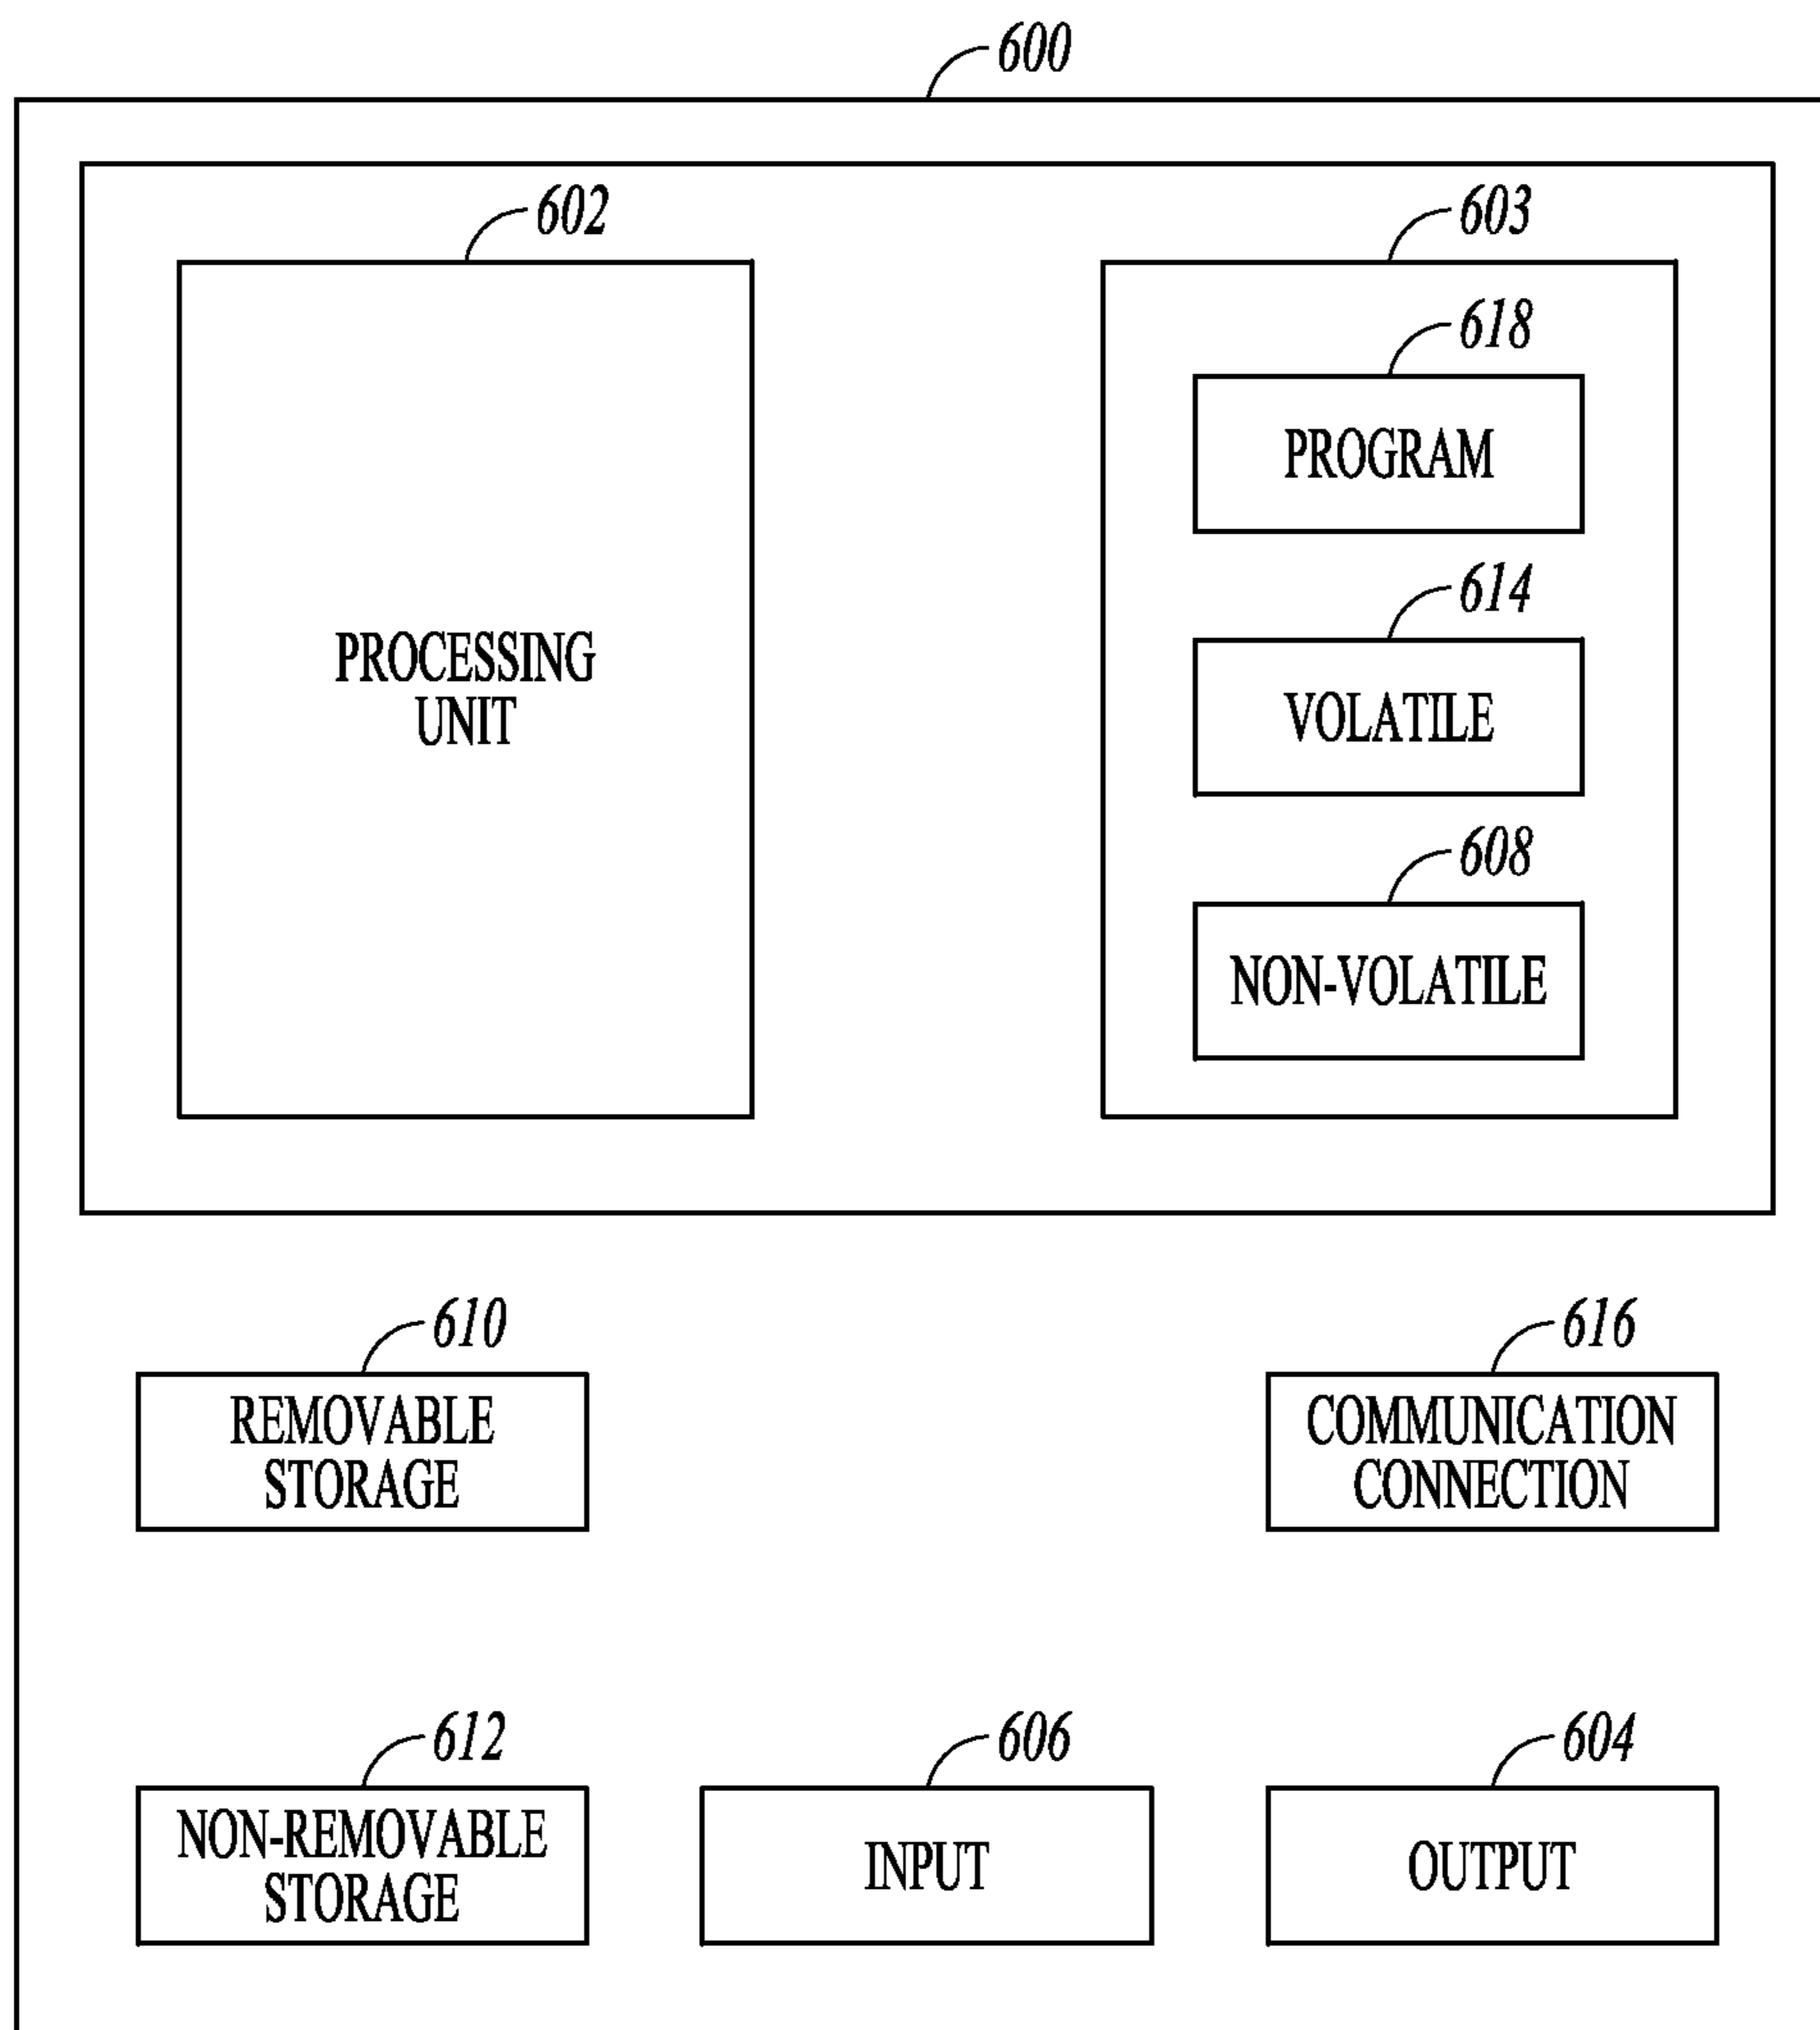 600
602
603
618
PROGRAM
614
PROCESSING
UNIT
VOLATILE
608
NON-VOLATILE
610
616
REMOVABLE
STORAGE
COMMUNICATION
CONNECTION
612
606
604
NON-REMOVABLE
STORAGE
INPUT
OUTPUT